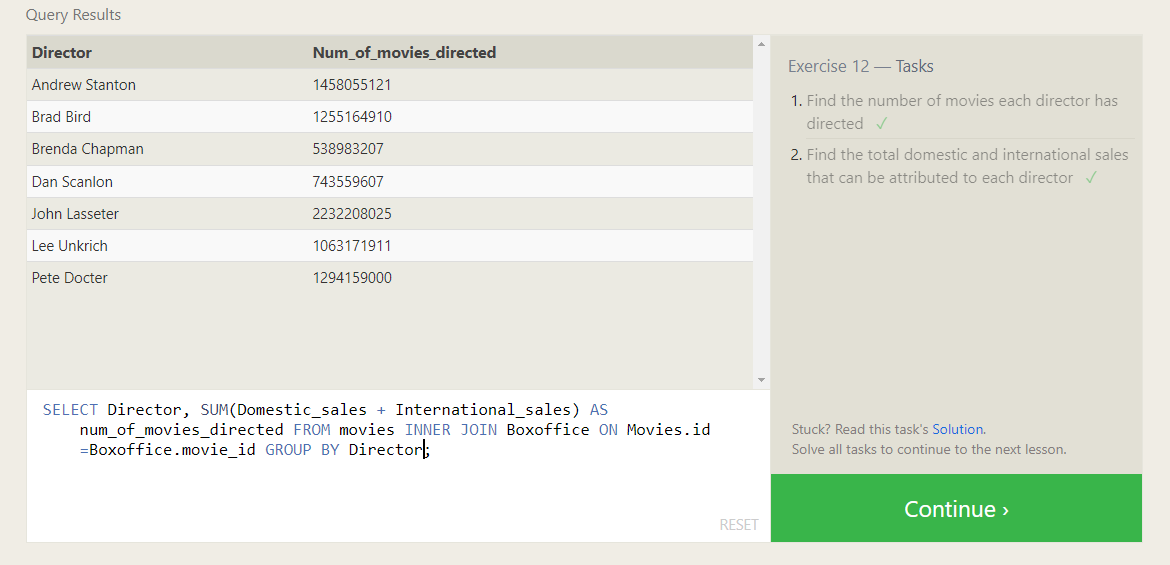 Query Results
Director Num_of_movies_directed
Andrew Stanton 1458055121
Brad Bird 1255164910
Brenda Chapman 538983207
Dan Scanlon 743559607
John Lasseter 2232208025
Lee Unkrich 1063171911
Pete Docter 1294159000
SELECT Director, SUM(Domestic_sales + International_sales) AS
num_of_movies_directed FROM movies INNER JOIN Boxoffice ON Movies.id
=Boxoffice.movie_id GROUP BY Director;
RESET
Exercise 12 — Tasks
1. Find the number of movies each director has
directed ✓
2. Find the total domestic and international sales
that can be attributed to each director ✓
Stuck? Read this task's Solution.
Solve all tasks to continue to the next lesson.
Continue ›